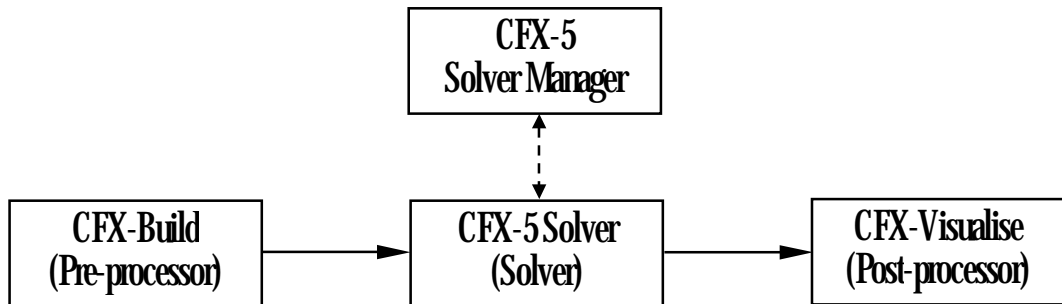 CFX-5
Solver Manager
CFX-Build
(Pre-processor)
CFX-5 Solver
(Solver)
CFX-Visualise
(Post-processor)